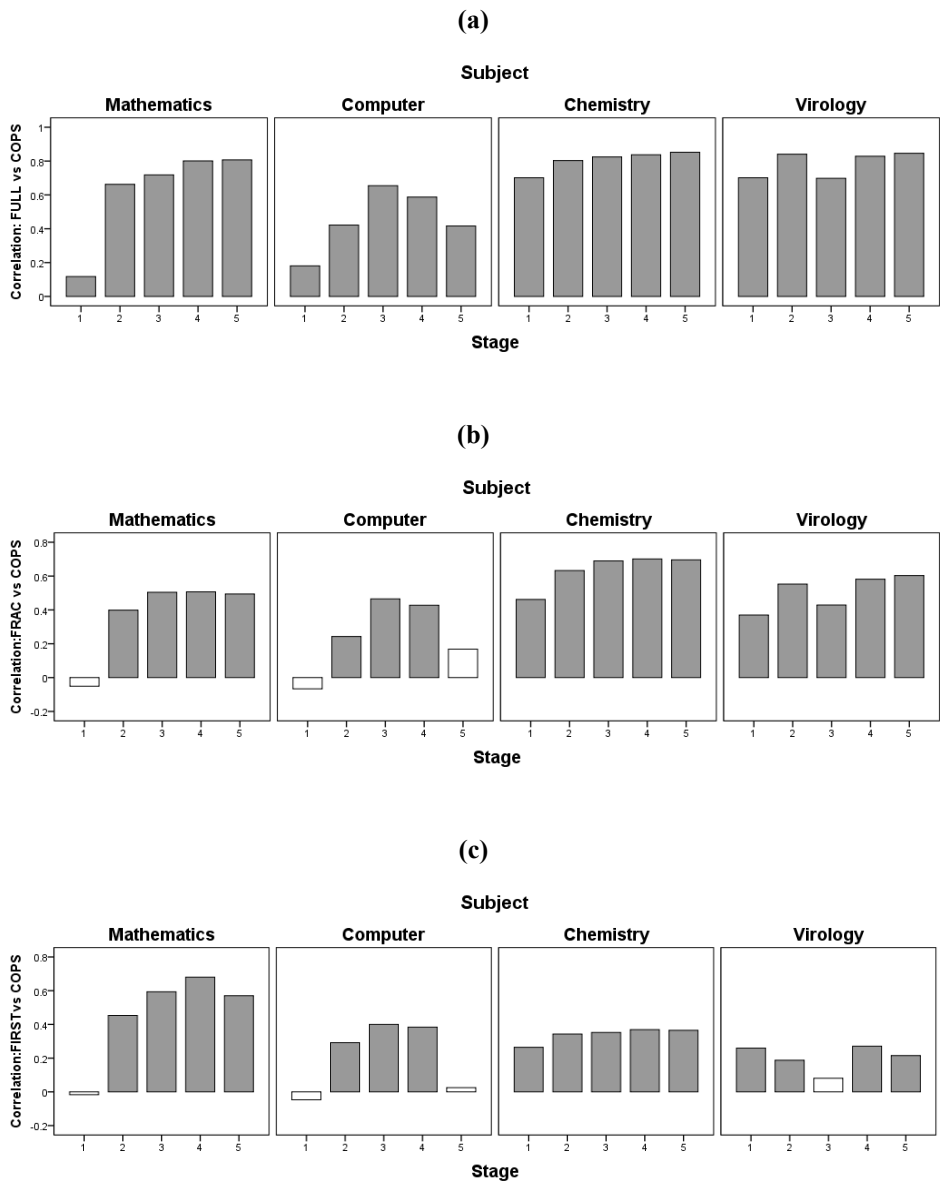 (a)
Subject
Mathematics Computer Chemistry Virology
Correlation: FULL vs COPS
1
0.8
0.6
0.4
0.2
0
1 2 3 4 5 1 2 3 4 5 1 2 3 4 5 1 2 3 4 5
Stage
(b)
Subject
Mathematics Computer Chemistry Virology
Correlation:FRAC vs COPS
0.8
0.6
0.4
0.2
0
-0.2
1 2 3 4 5 1 2 3 4 5 1 2 3 4 5 1 2 3 4 5
Stage
(c)
Subject
Mathematics Computer Chemistry Virology
Correlation:FIRSTvs COPS
0.8
0.6
0.4
0.2
0
-0.2
1 2 3 4 5 1 2 3 4 5 1 2 3 4 5 1 2 3 4 5
Stage